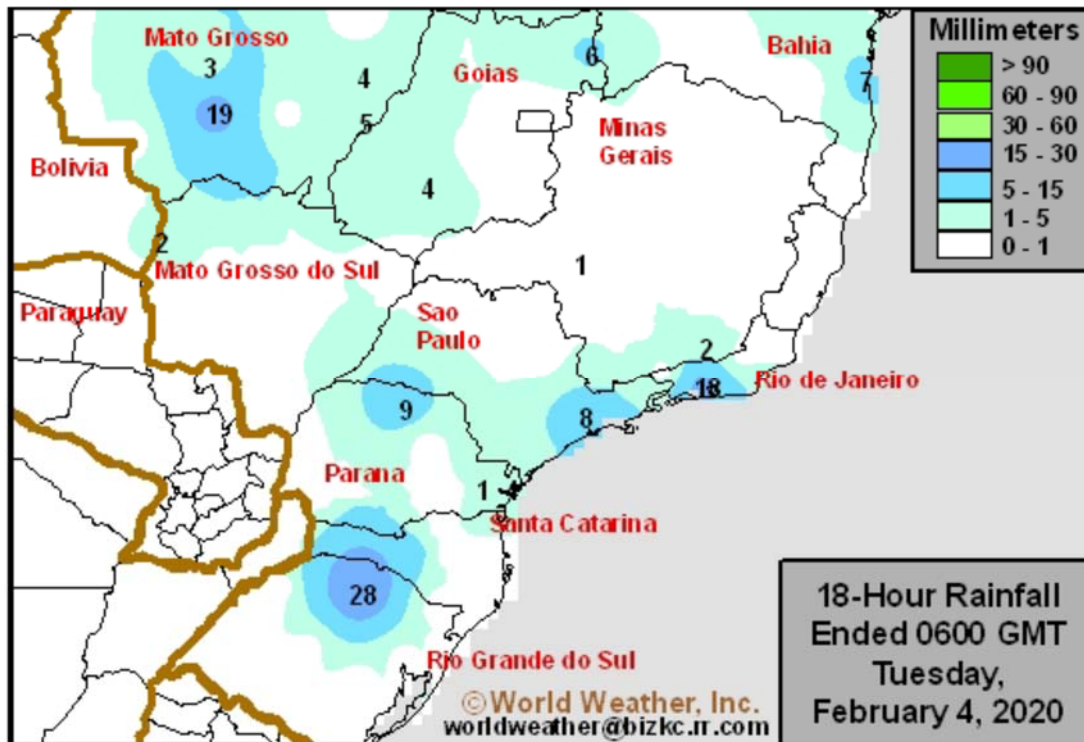 Mato Grosso
3
4
Goias
6
Bahia
7
19
5
Minas
Gerais
Bolivia
4
2
Mato Grosso do Sul
1
Paraguay
Sao
Paulo
2
18
Rio de Janeiro
9
8
Parana
1
Santa Catarina
28
Rio Grande do Sul
©World Weather, Inc.
worldweather@bizkc.rr.com
Millimeters
> 90
60 - 90
30 - 60
15 - 30
5 - 15
1 - 5
0 - 1
18-Hour Rainfall
Ended 0600 GMT
Tuesday,
February 4, 2020